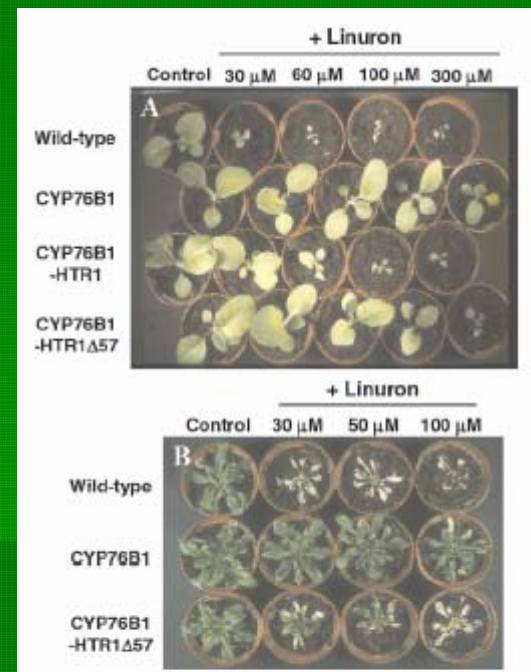 + Linuron
Control 30 µM 60 µM 100 µM 300 µM
A
Wild-type
CYP76B1
CYP76B1
-HTR1
CYP76B1
-HTR1Δ57
+ Linuron
Control 30 µM 50 µM 100 µM
B
Wild-type
CYP76B1
CYP76B1
-HTR1Δ57